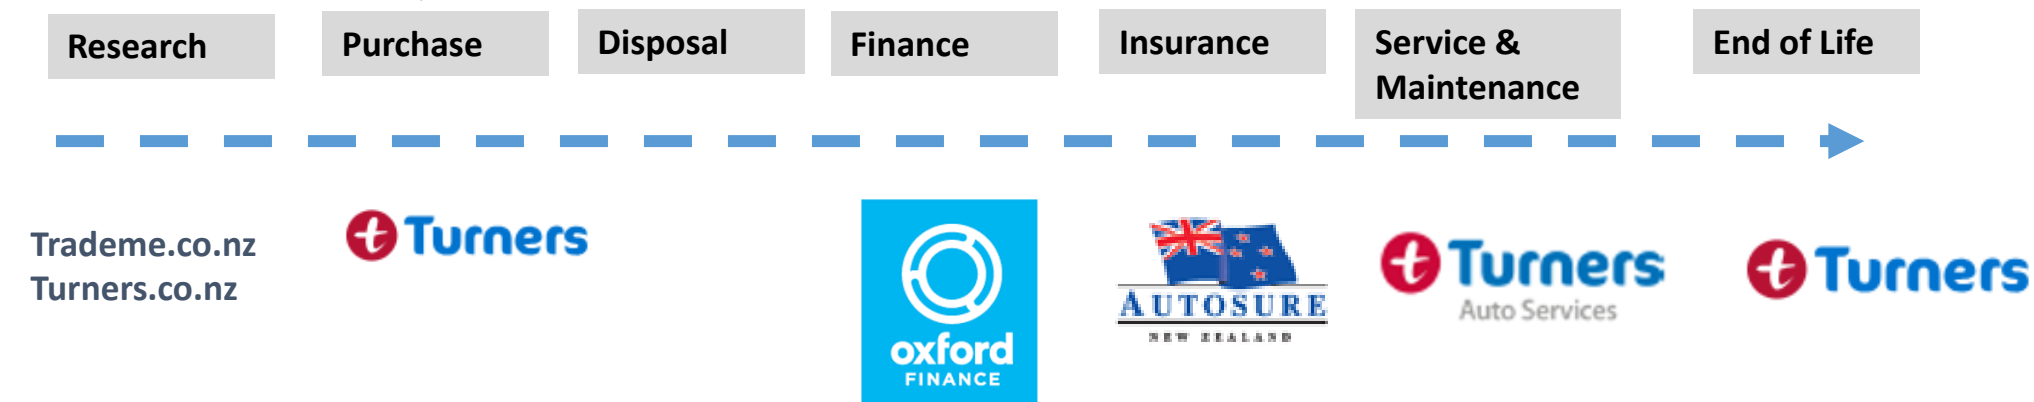 Research
Purchase
Disposal
Finance
Insurance
Service &
Maintenance
End of Life
Trademe.co.nz
Turners.co.nz
Turners
oxford
FINANCE
AUTOSURE
NEW ZEALAND
Turners
Auto Services
Turners